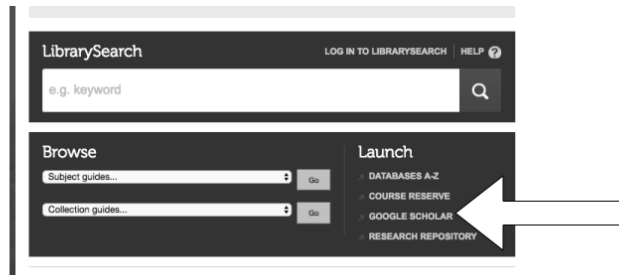 LibrarySearch
LOG IN TO LIBRARYSEARCH | HELP ?
e.g. keyword
Browse
Subject guides... Go
Collection guides... Go
Launch
DATABASES A-Z
COURSE RESERVE
GOOGLE SCHOLAR
RESEARCH REPOSITORY